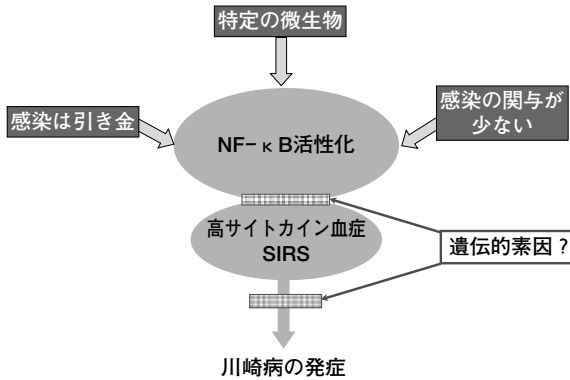 特定の微生物
感染は引き金
感染の関与が
少ない
NF-κB活性化
高サイトカイン血症
SIRS
遺伝的素因?
川崎病の発症